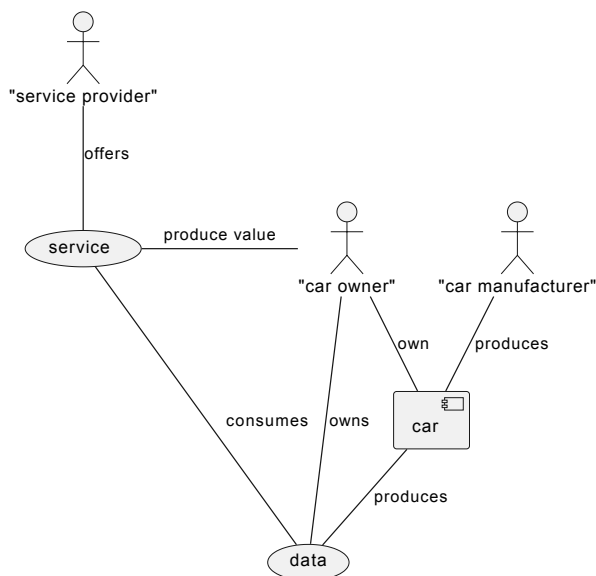 "service provider"
offers
service
produce value
"car owner"
"car manufacturer"
own
produces
car
consumes
owns
produces
data